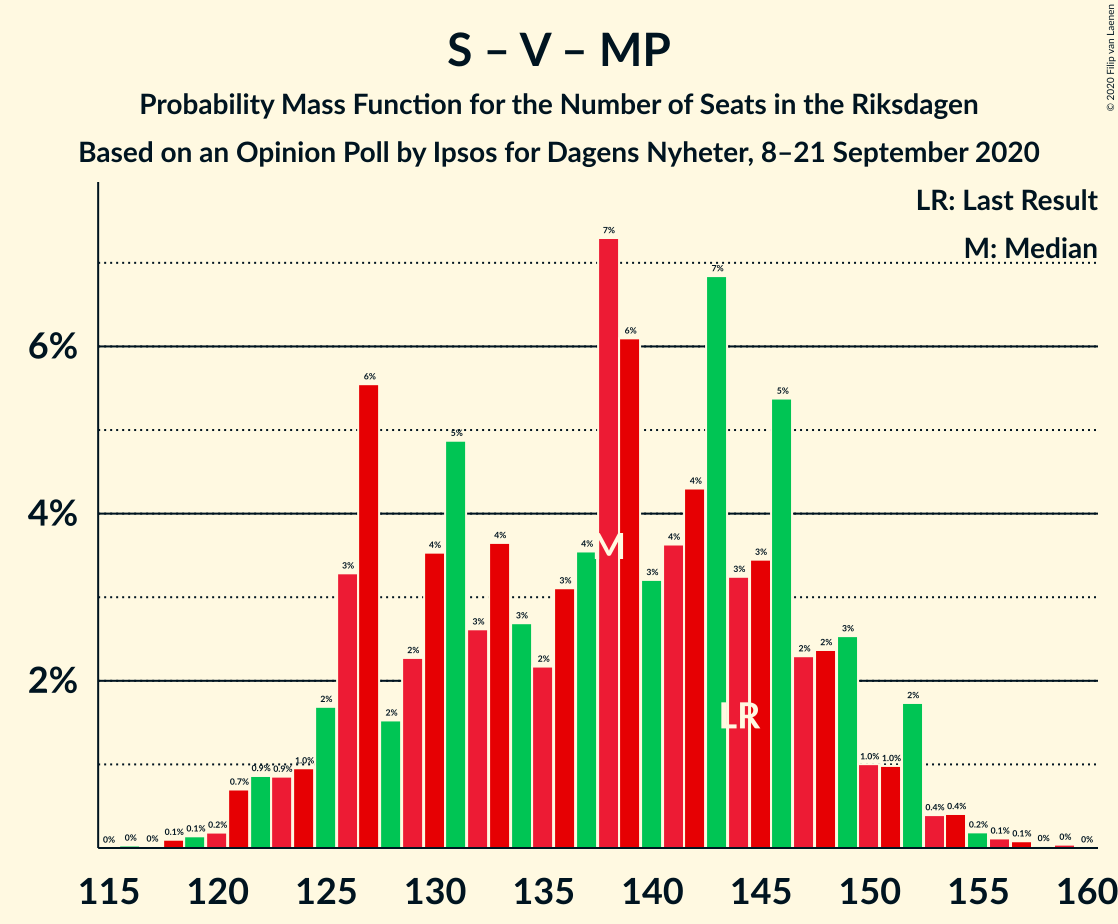 S – V – MP
Probability Mass Function for the Number of Seats in the Riksdagen
Based on an Opinion Poll by Ipsos for Dagens Nyheter, 8–21 September 2020
© 2020 Filip van Laenen
LR: Last Result
M: Median
6%
4%
2%
0% 0% 0% 0.1% 0.1% 0.2% 0.7% 0.9% 0.9% 1.0% 2% 3% 6% 2% 2% 4% 5% 3% 4% 3% 2% 3% 4% 7% 6% 3% 4% 4% 7% 3% 3% 5% 2% 2% 3% 1.0% 1.0% 2% 0.4% 0.4% 0.2% 0.1% 0.1% 0% 0% 0%
M
LR
115 120 125 130 135 140 145 150 155 160